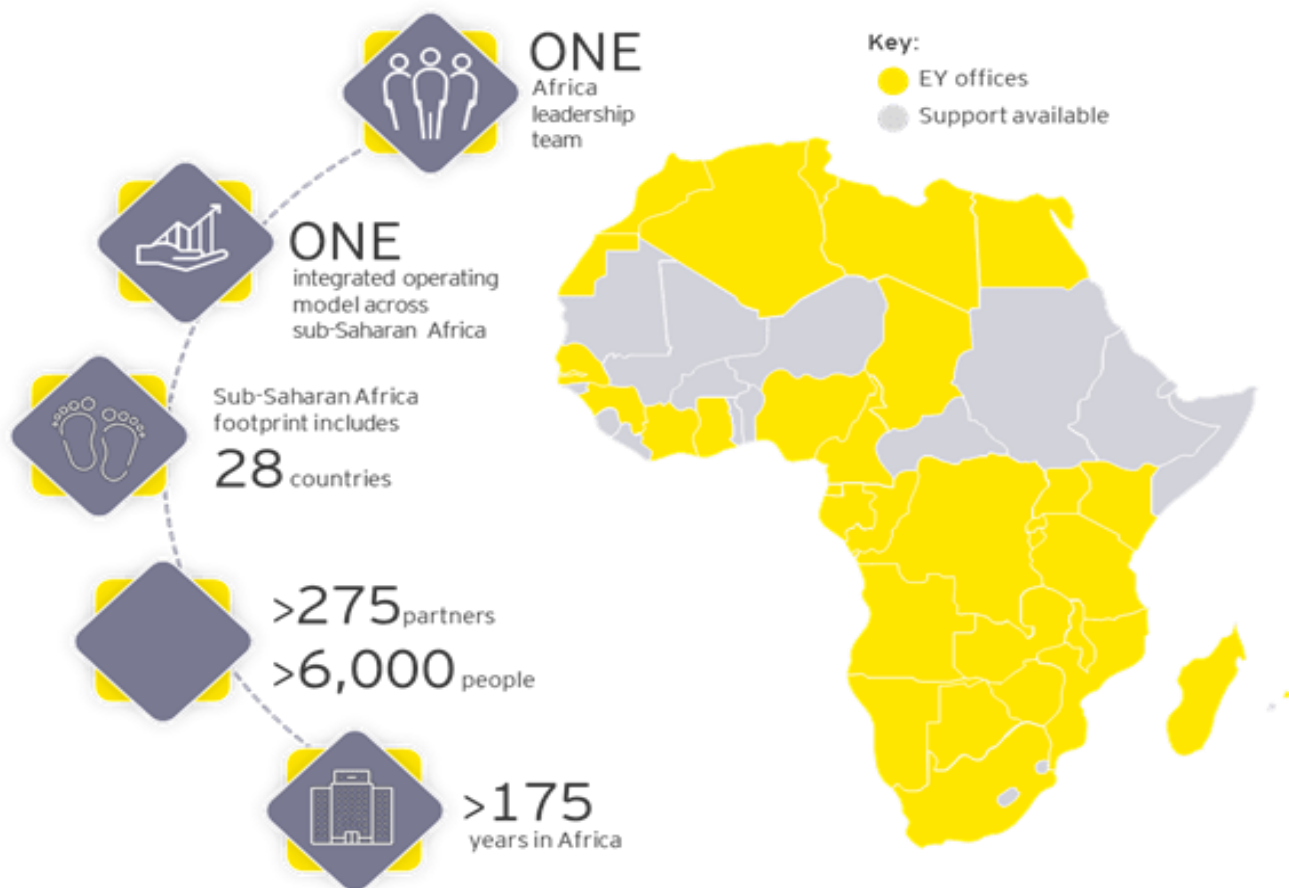 ONE
Africa
leadership
team
Key:
EY offices
Support available
ONE
integrated operating
model across
sub-Saharan Africa
Sub-Saharan Africa
footprint includes
28 countries
>275 partners
>6,000 people
>175
years in Africa